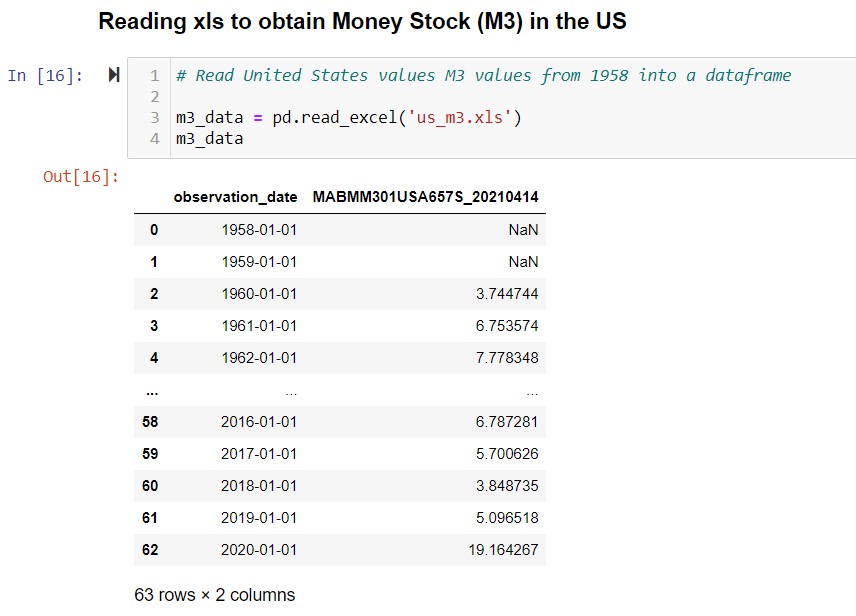 Reading xls to obtain Money Stock (M3) in the US
In [16]:
1 # Read United States values M3 values from 1958 into a dataframe
2
3 m3_data = pd.read_excel('us_m3.xls')
4 m3_data
Out[16]:
observation_date MABMM301USA657S_20210414
0 1958-01-01 NaN
1 1959-01-01 NaN
2 1960-01-01 3.744744
3 1961-01-01 6.753574
4 1962-01-01 7.778348
... ... ...
58 2016-01-01 6.787281
59 2017-01-01 5.700626
60 2018-01-01 3.848735
61 2019-01-01 5.096518
62 2020-01-01 19.164267
63 rows × 2 columns